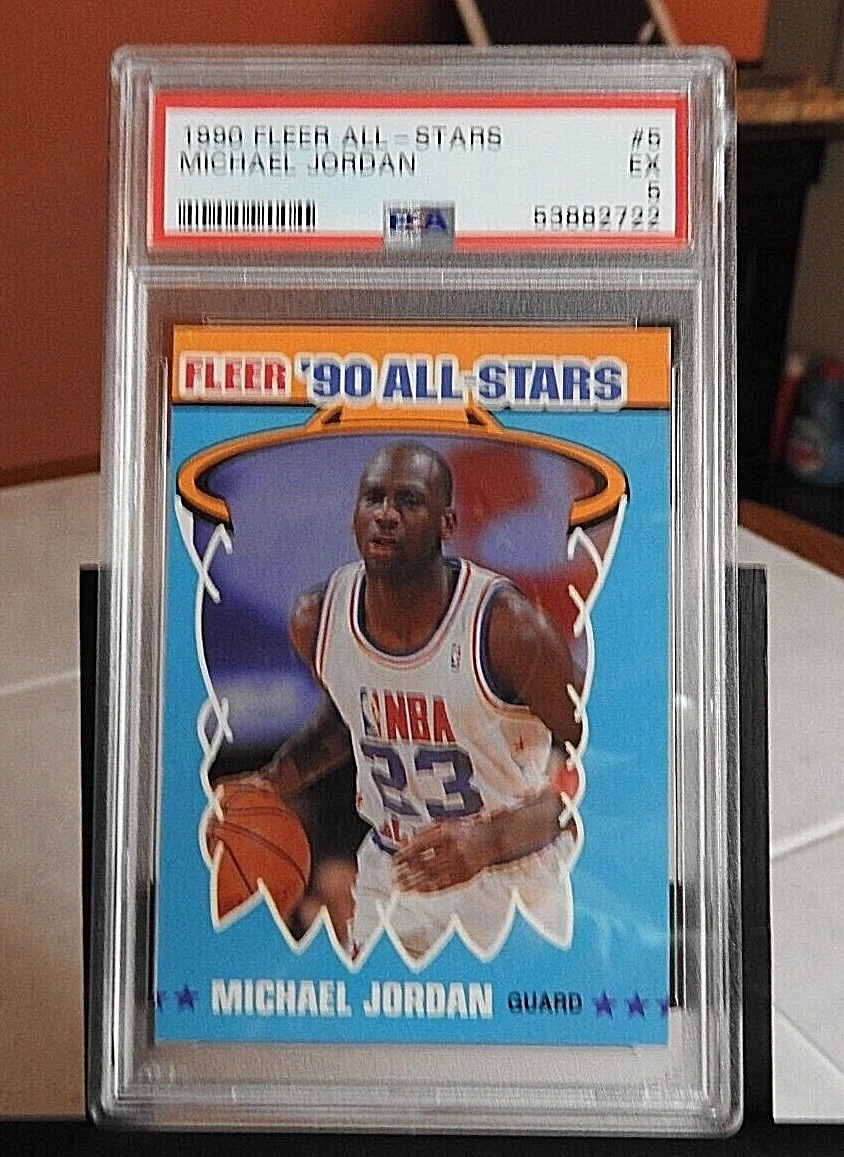 1990 FLEER ALL-STARS #5
MICHAEL JORDAN EX
5
PSA 53882722
FLEER '90 ALL-STARS
NBA
23
MICHAEL JORDAN GUARD